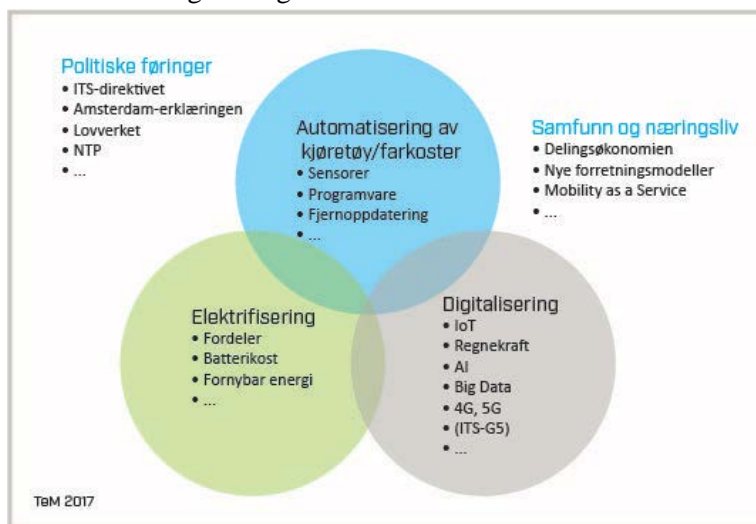 Politiske føringer
• ITS-direktivet
• Amsterdam-erklæringen
• Lovverket
• NTP
• ...
Automatisering av
kjøretøy/farkoster
• Sensorer
• Programvare
• Fjernoppdatering
• ...
Samfunn og næringsliv
• Delingsøkonomien
• Nye forretningsmodeller
• Mobility as a Service
• ...
Elektrifisering
• Fordeler
• Batterikost
• Fornybar energi
• ...
Digitalisering
• IoT
• Regnekraft
• AI
• Big Data
• 4G, 5G
• (ITS-G5)
• ...
TøM 2017